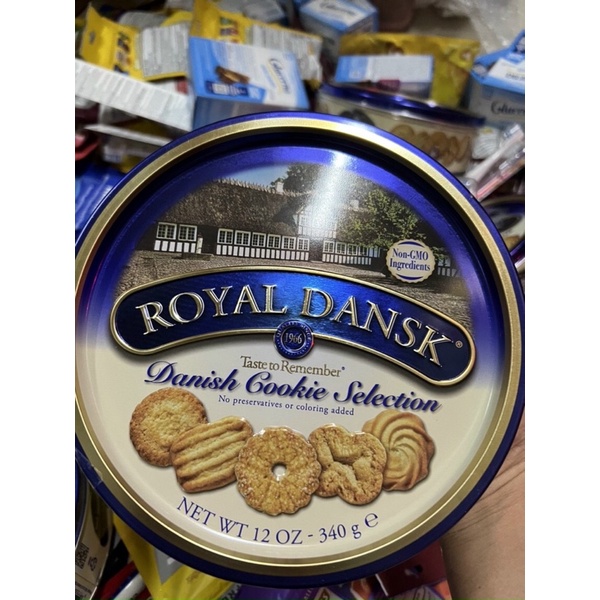 Non-GMO
Ingredients
ROYAL DANSK®
1966
Taste to Remember®
Danish Cookie Selection
No preservatives or coloring added
NET WT 12 OZ - 340 g ℮